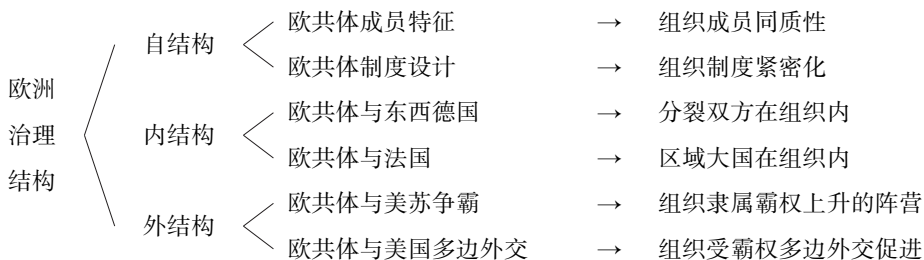 欧洲
治理
结构
自结构
内结构
外结构
欧共体成员特征 → 组织成员同质性
欧共体制度设计 → 组织制度紧密化
欧共体与东西德国 → 分裂双方在组织内
欧共体与法国 → 区域大国在组织内
欧共体与美苏争霸 → 组织隶属霸权上升的阵营
欧共体与美国多边外交 → 组织受霸权多边外交促进